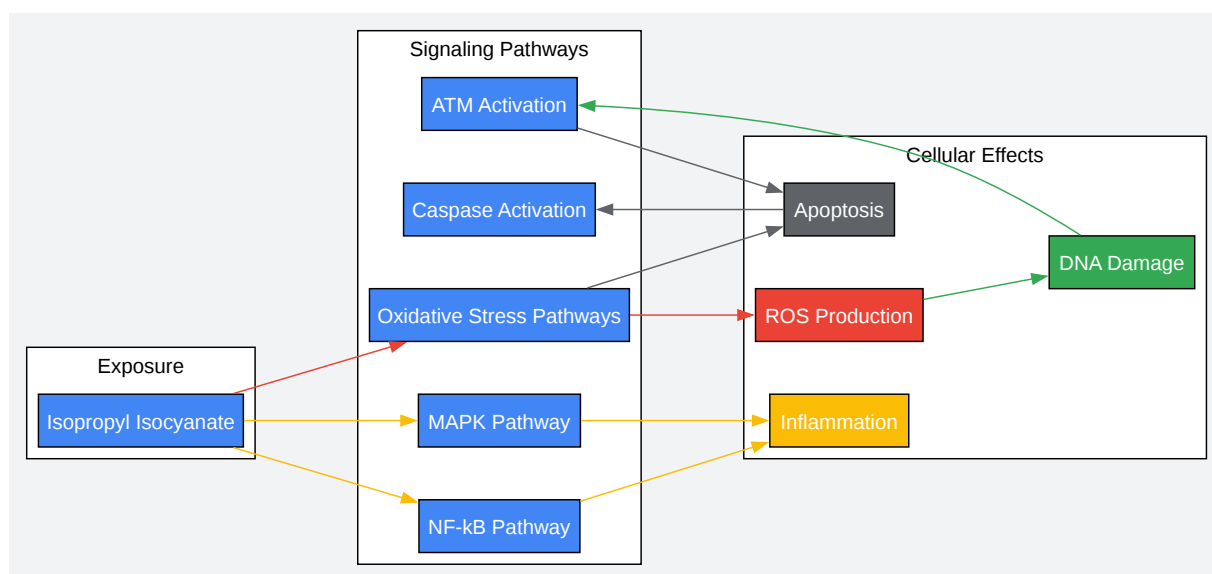 Exposure
Isopropyl Isocyanate
Signaling Pathways
ATM Activation
Caspase Activation
Oxidative Stress Pathways
MAPK Pathway
NF-kB Pathway
Cellular Effects
Apoptosis
DNA Damage
ROS Production
Inflammation